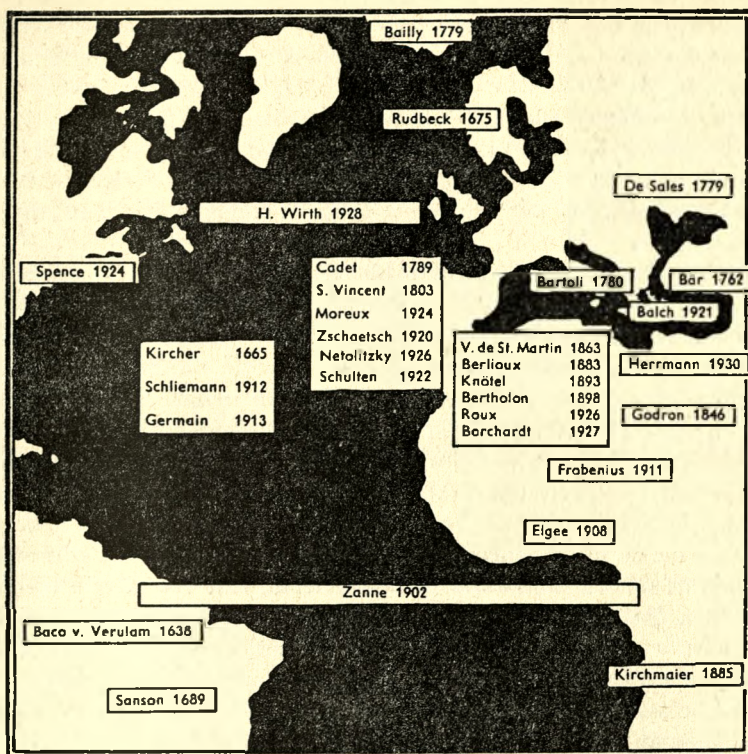 Bailly 1779
Rudbeck 1675
De Sales 1779
H. Wirth 1928
Spence 1924
Cadet 1789
S. Vincent 1803
Moreux 1924
Zschaetsch 1920
Netolitzky 1926
Schulten 1922
Bartoli 1780
Bär 1762
Balch 1921
Kircher 1665
Schliemann 1912
Germain 1913
V. de St. Martin 1863
Berlioux 1883
Knötel 1893
Bertholon 1898
Roux 1926
Borchardt 1927
Herrmann 1930
Godron 1846
Frobenius 1911
Elgee 1908
Zanne 1902
Baco v. Verulam 1638
Kirchmaier 1885
Sanson 1689